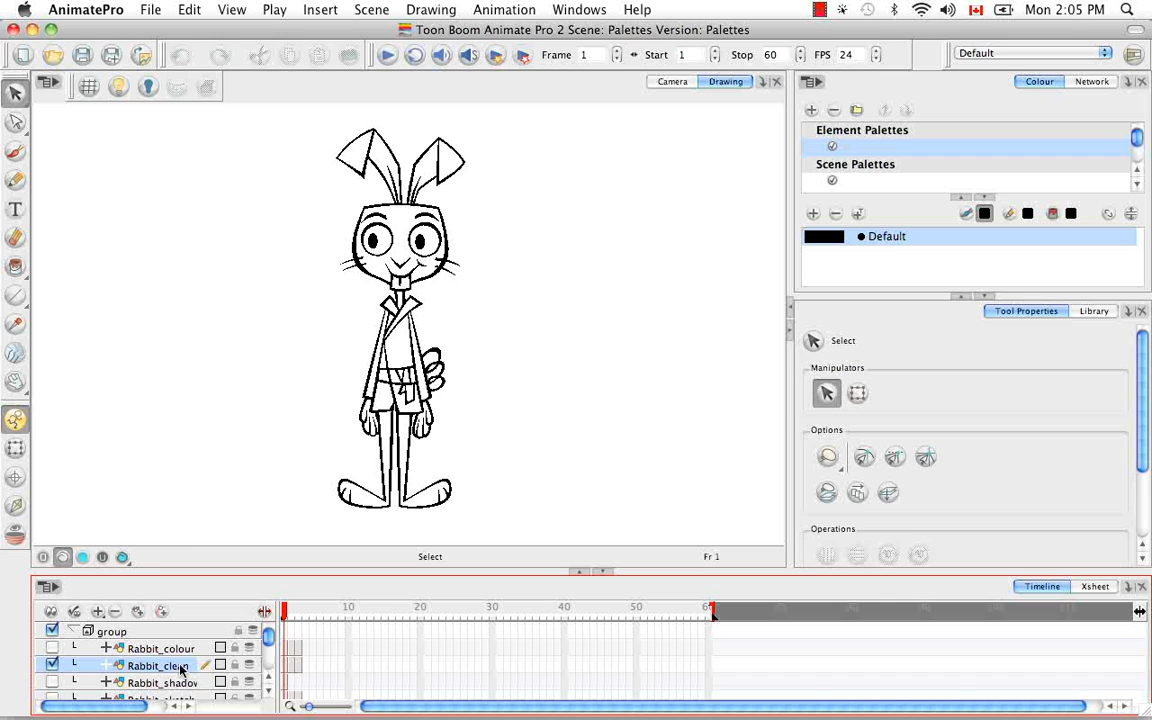 AnimatePro File Edit View Play Insert Scene Drawing Animation Windows Help Mon 2:05 PM
Toon Boom Animate Pro 2 Scene: Palettes Version: Palettes
Frame 1 Start 1 Stop 60 FPS 24 Default
Camera Drawing
Colour Network
Element Palettes
Scene Palettes
Default
Tool Properties Library
Select
Manipulators
Options
Operations
Select Fr 1
Timeline Xsheet
10 20 30 40 50
group
Rabbit_colour
Rabbit_clean
Rabbit_shadov